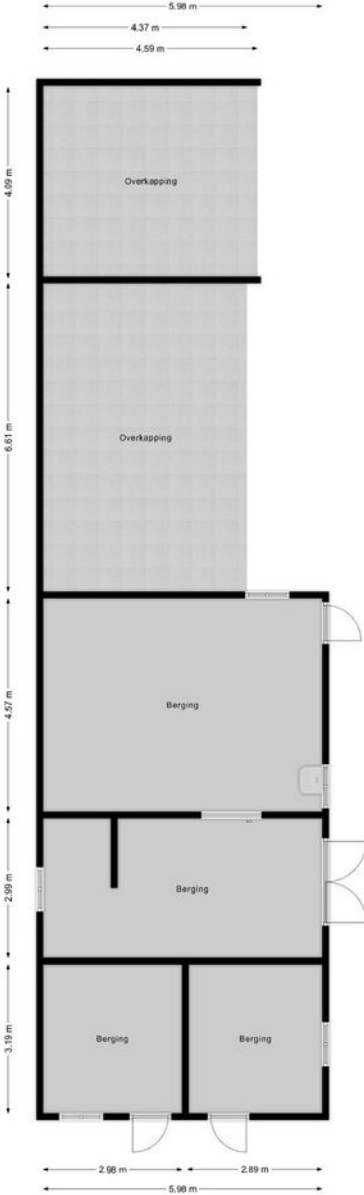 5.98 m
4.37 m
4.59 m
4.09 m
Overkapping
6.61 m
Overkapping
4.57 m
Berging
2.99 m
Berging
3.19 m
Berging
Berging
2.98 m
2.89 m
5.98 m